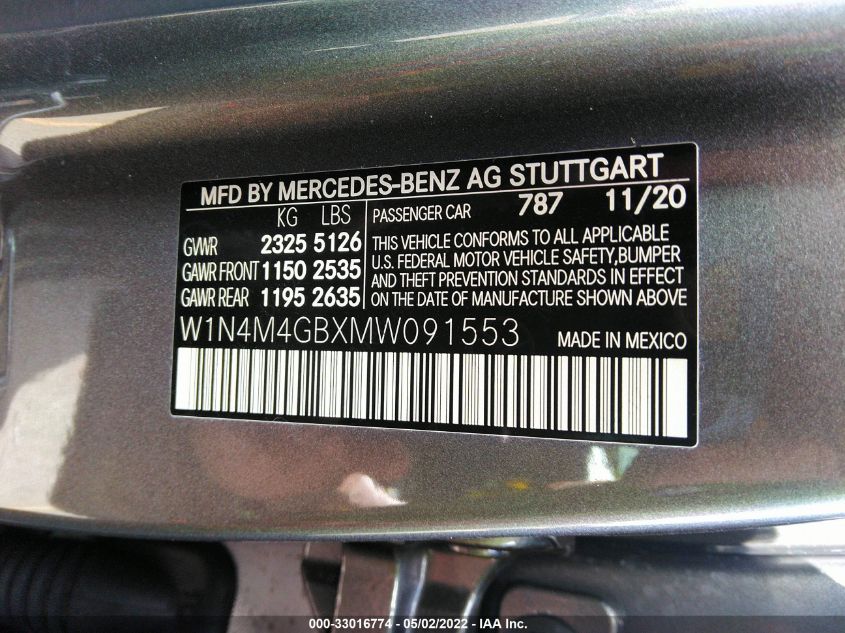 MFD BY MERCEDES-BENZ AG STUTTGART
KG LBS PASSENGER CAR 787 11/20
GVWR 2325 5126
GAWR FRONT 1150 2535
GAWR REAR 1195 2635
THIS VEHICLE CONFORMS TO ALL APPLICABLE
U.S. FEDERAL MOTOR VEHICLE SAFETY,BUMPER
AND THEFT PREVENTION STANDARDS IN EFFECT
ON THE DATE OF MANUFACTURE SHOWN ABOVE
W1N4M4GBXMW091553 MADE IN MEXICO
000-33016774 - 05/02/2022 - IAA Inc.